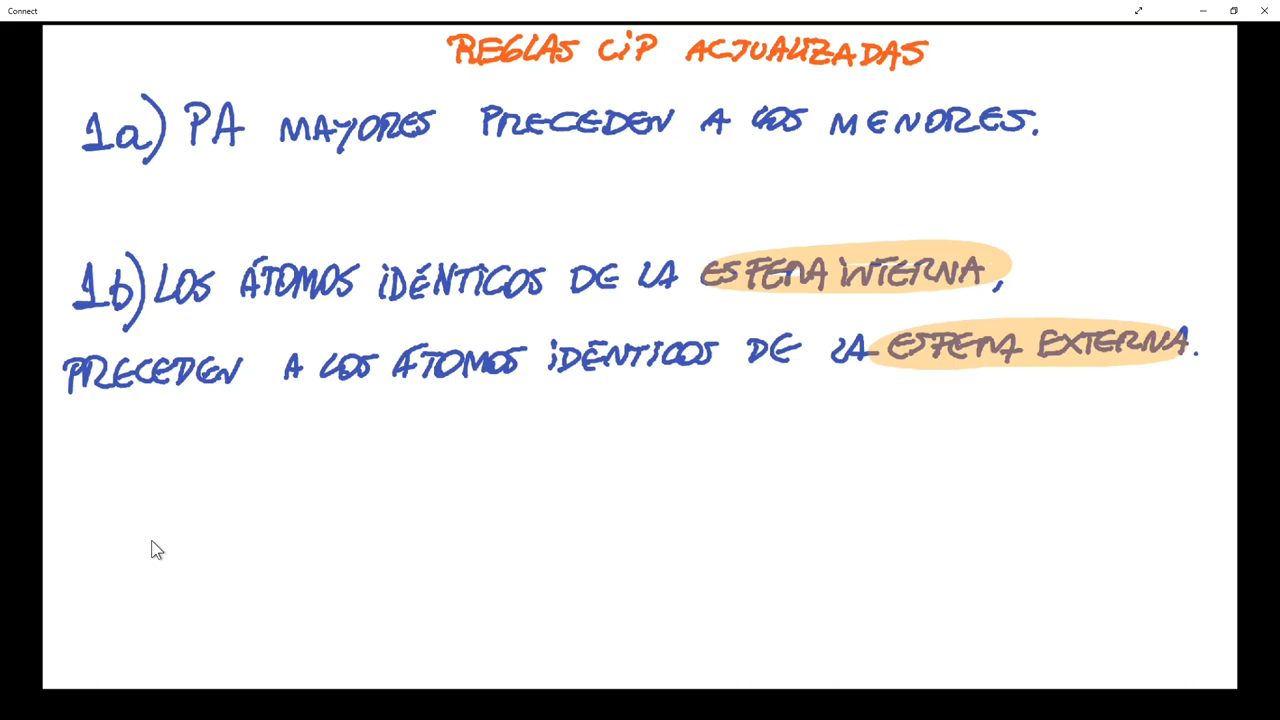 Connect
REGLAS CiP ACTUALIZADAS
1a) PA MAYORES PRECEDEN A LOS MENORES.
1b) LOS ÁTOMOS iDÉNTICOS DE LA ESFERA iNTERNA,
PRECEDEN A LOS ÁTOMOS iDÉNTICOS DE LA ESFERA EXTERNA.